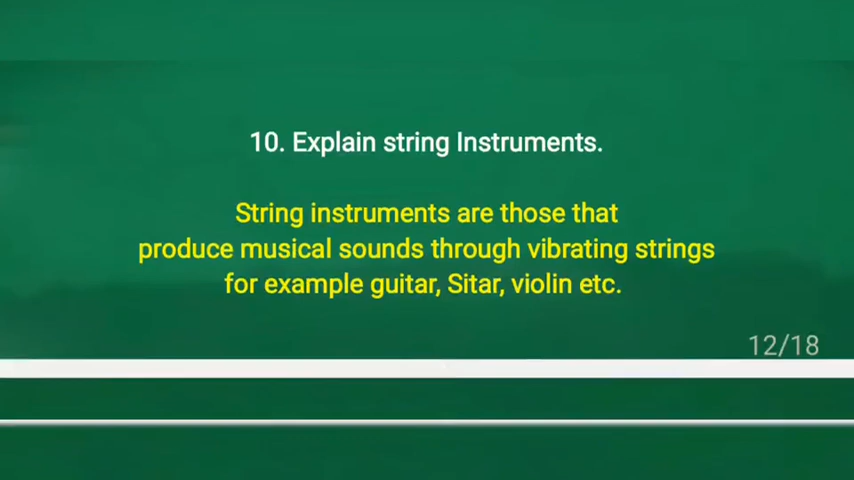 10. Explain string Instruments.
String instruments are those that
produce musical sounds through vibrating strings
for example guitar, Sitar, violin etc.
12/18